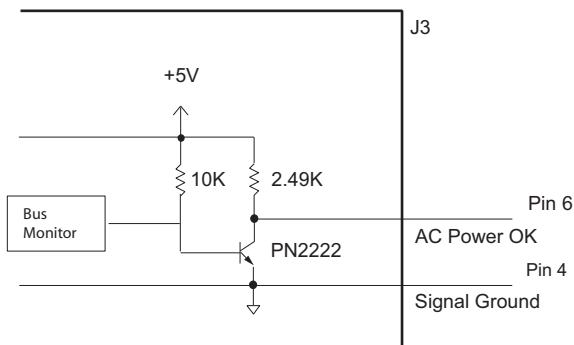 J3
+5V
10K
2.49K
Bus
Monitor
Pin 6
AC Power OK
PN2222
Pin 4
Signal Ground